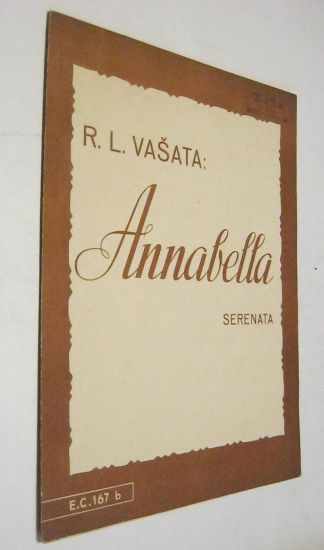 R. L. VAŠATA:
Annabella
SERENATA
E.C. 167 b